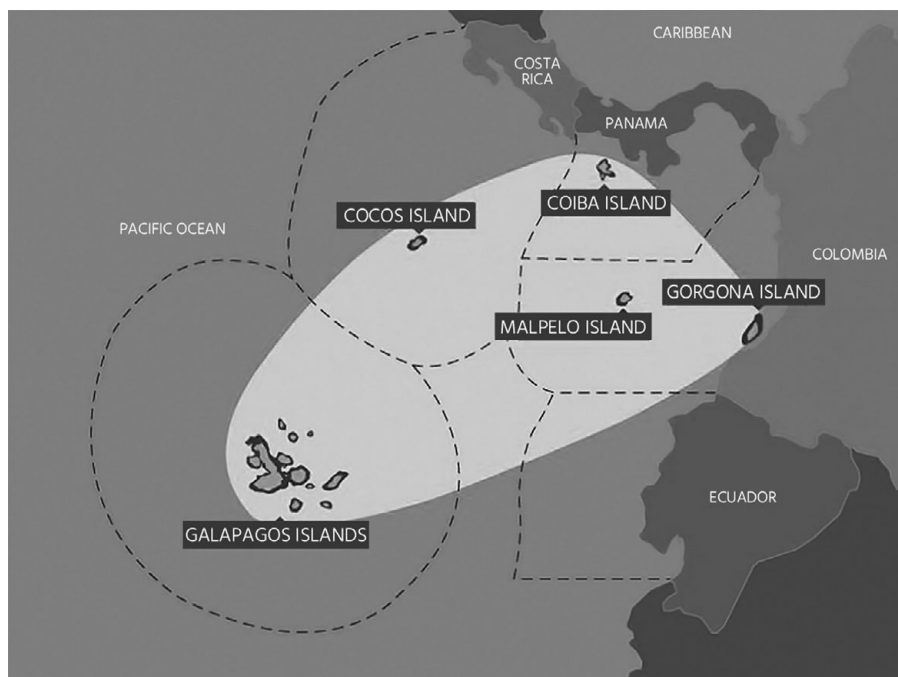 CARIBBEAN
COSTA
RICA
PANAMA
COIBA ISLAND
COCOS ISLAND
PACIFIC OCEAN
COLOMBIA
GORGONA ISLAND
MALPELO ISLAND
ECUADOR
GALAPAGOS ISLANDS